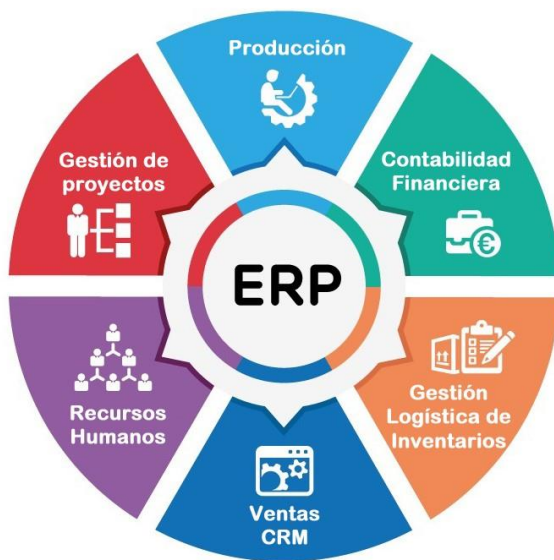 Producción
Contabilidad
Financiera
Gestión
Logística de
Inventarios
Ventas
CRM
Recursos
Humanos
Gestión de
proyectos
ERP
€